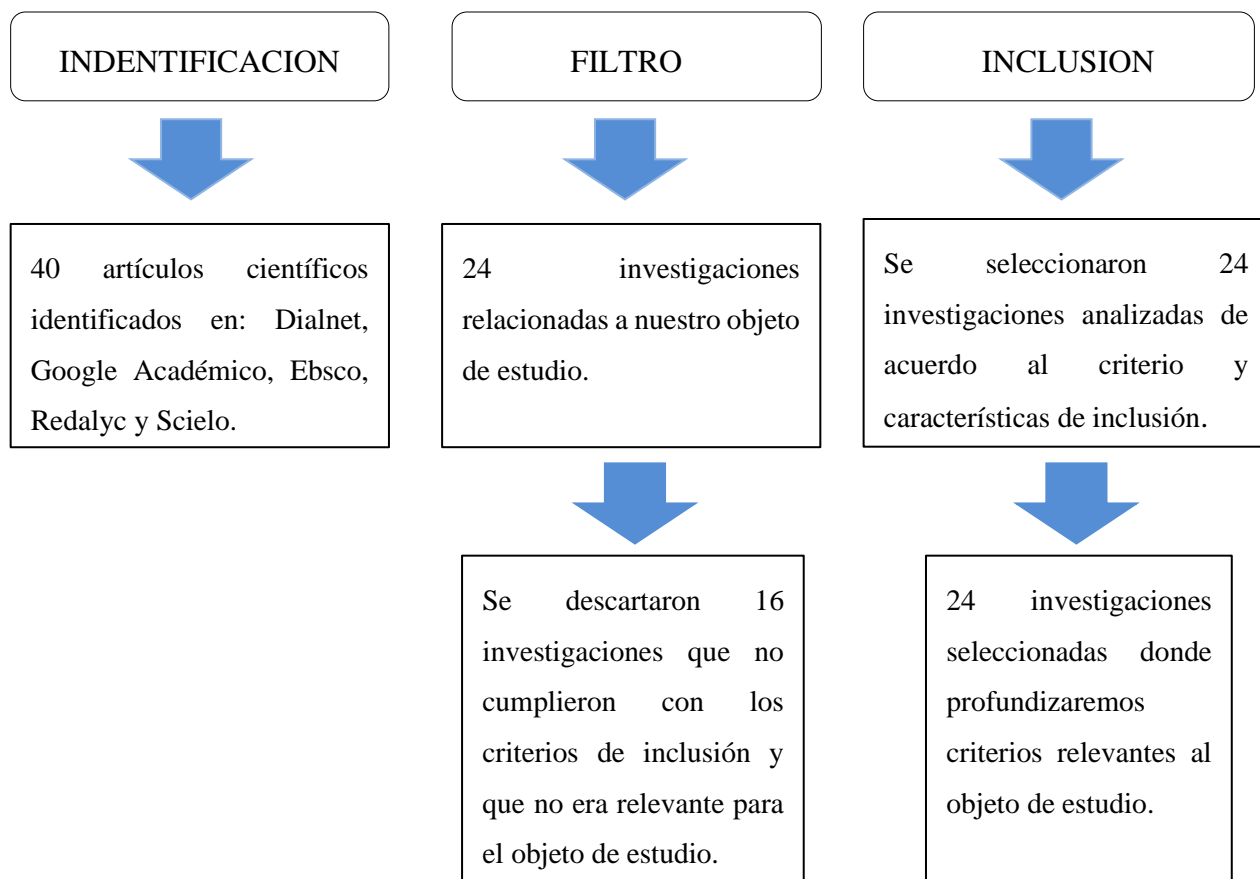 INDENTIFICACION
FILTRO
INCLUSION
40 artículos científicos
identificados en: Dialnet,
Google Académico, Ebsco,
Redalyc y Scielo.
24 investigaciones
relacionadas a nuestro objeto
de estudio.
Se seleccionaron 24
investigaciones analizadas de
acuerdo al criterio y
características de inclusión.
Se descartaron 16
investigaciones que no
cumplieron con los
criterios de inclusión y
que no era relevante para
el objeto de estudio.
24 investigaciones
seleccionadas donde
profundizaremos
criterios relevantes al
objeto de estudio.